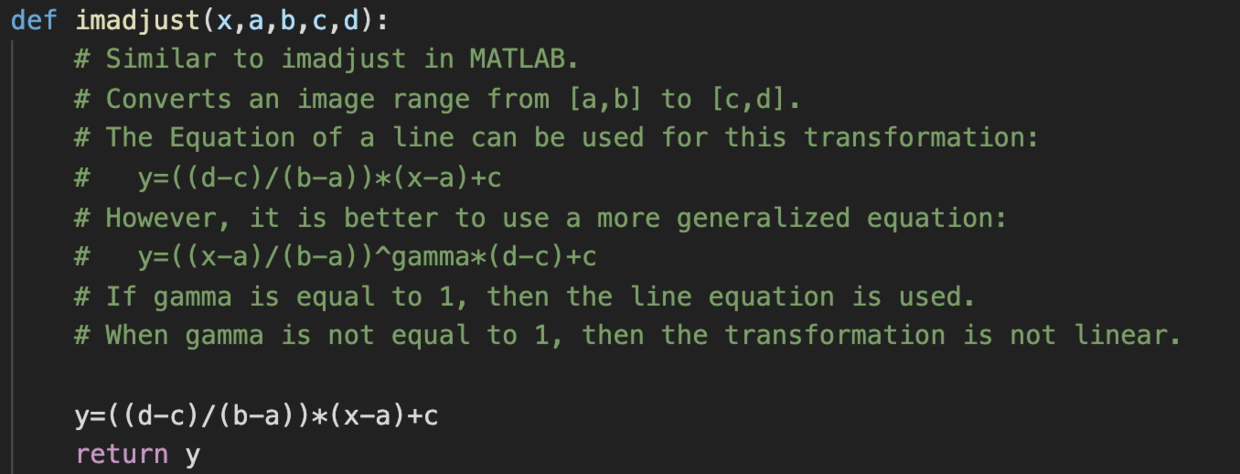 def imadjust(x,a,b,c,d):
    # Similar to imadjust in MATLAB.
    # Converts an image range from [a,b] to [c,d].
    # The Equation of a line can be used for this transformation:
    #   y=((d-c)/(b-a))*(x-a)+c
    # However, it is better to use a more generalized equation:
    #   y=((x-a)/(b-a))^gamma*(d-c)+c
    # If gamma is equal to 1, then the line equation is used.
    # When gamma is not equal to 1, then the transformation is not linear.
    y=((d-c)/(b-a))*(x-a)+c
    return y